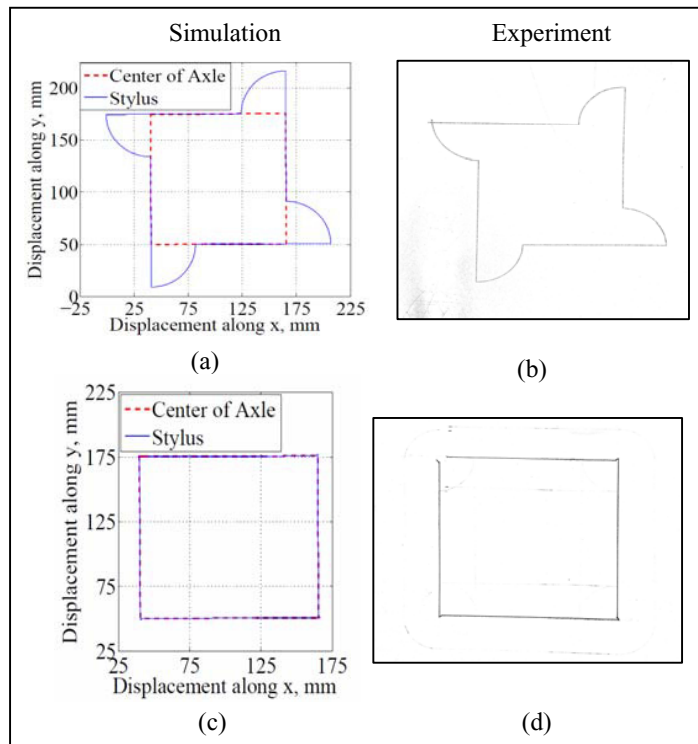 Simulation Experiment
Center of Axle
Stylus
Displacement along y, mm
200
150
100
50
0
−25 25 75 125 175 225
Displacement along x, mm
(a) (b)
Center of Axle
Stylus
Displacement along y, mm
225
175
125
75
25
25 75 125 175
Displacement along x, mm
(c) (d)